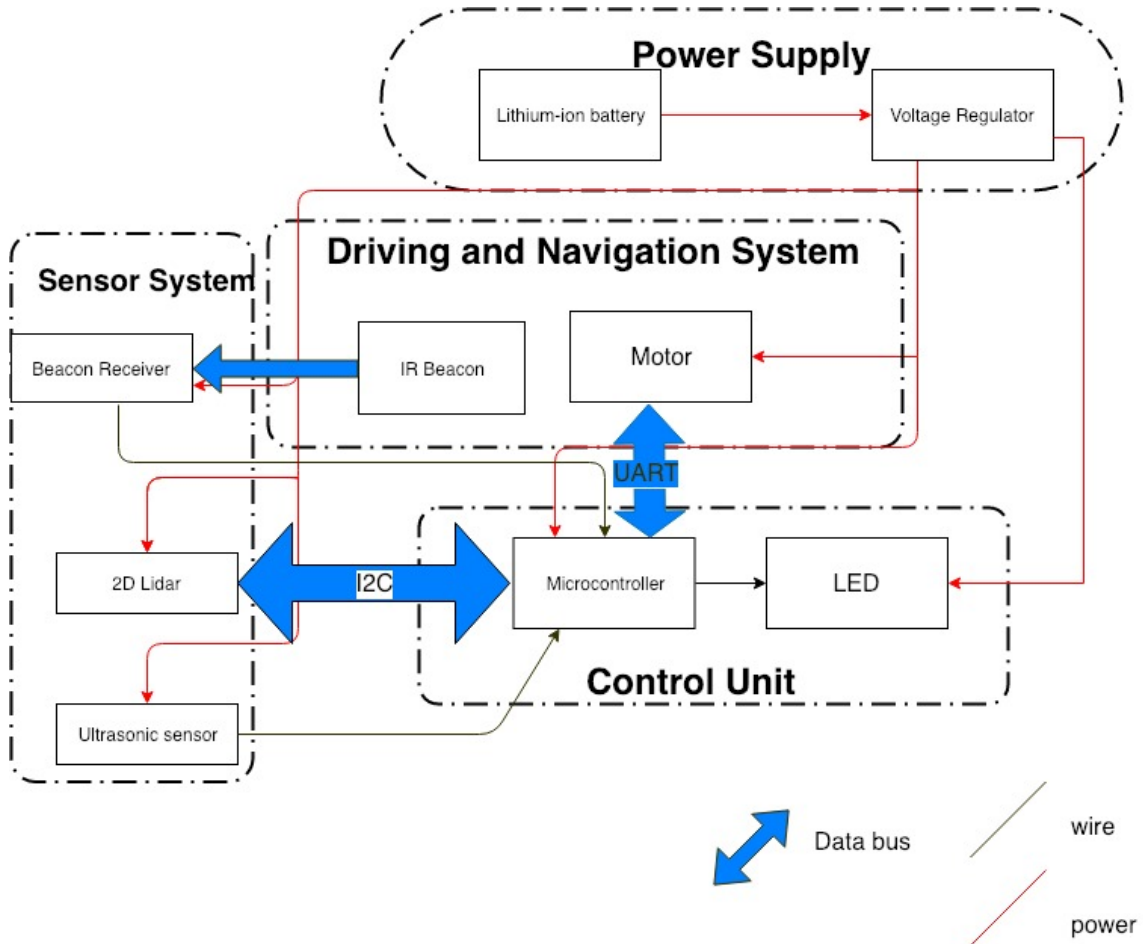 Power Supply
Lithium-ion battery
Voltage Regulator
Driving and Navigation System
Sensor System
Beacon Receiver
IR Beacon
Motor
UART
2D Lidar
I2C
Microcontroller
LED
Control Unit
Ultrasonic sensor
Data bus
wire
power